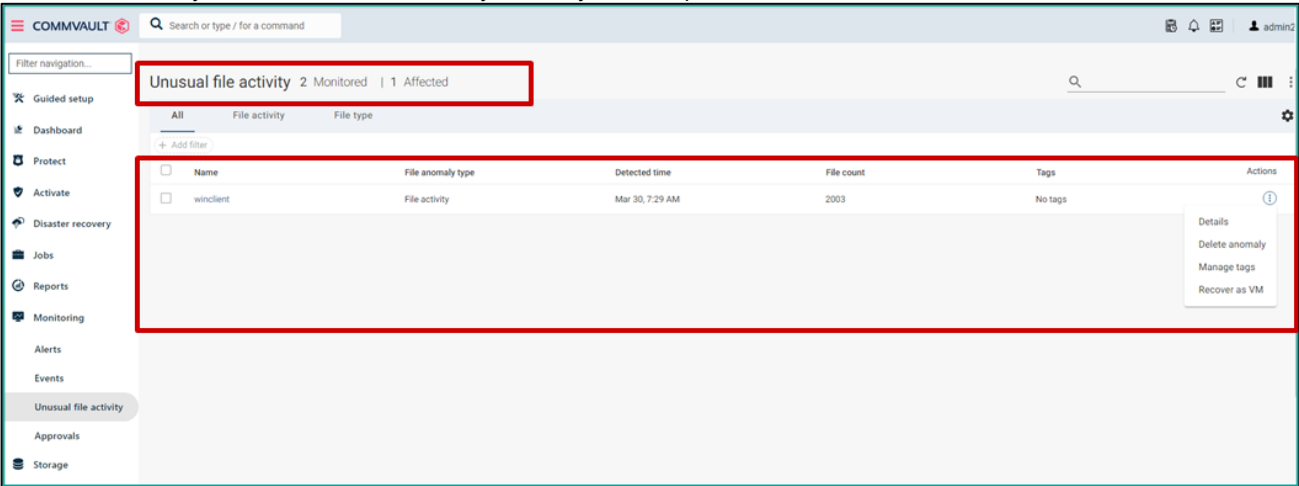 COMMVAULT
Search or type / for a command
admin2
Filter navigation...
Guided setup
Dashboard
Protect
Activate
Disaster recovery
Jobs
Reports
Monitoring
Alerts
Events
Unusual file activity
Approvals
Storage
Unusual file activity 2 Monitored | 1 Affected
All File activity File type
+ Add filter
Name File anomaly type Detected time File count Tags Actions
winclient File activity Mar 30, 7:29 AM 2003 No tags
Details
Delete anomaly
Manage tags
Recover as VM